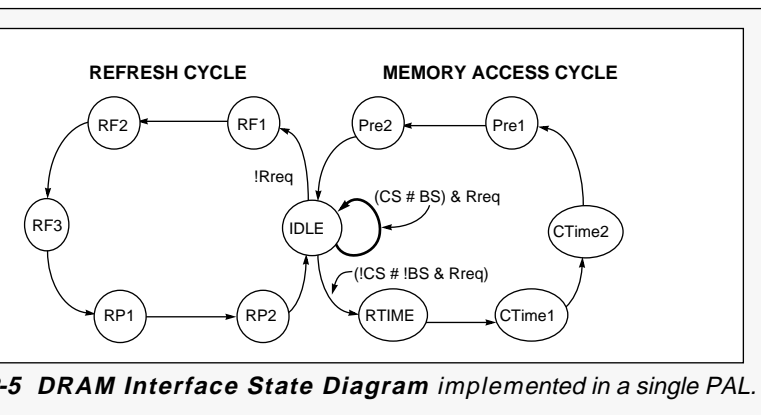 REFRESH CYCLE
MEMORY ACCESS CYCLE
RF2
RF1
Pre2
Pre1
!Rreq
(CS # BS) & Rreq
RF3
IDLE
CTime2
(!CS # !BS & Rreq)
RP1
RP2
RTIME
CTime1
-5 DRAM Interface State Diagram implemented in a single PAL.